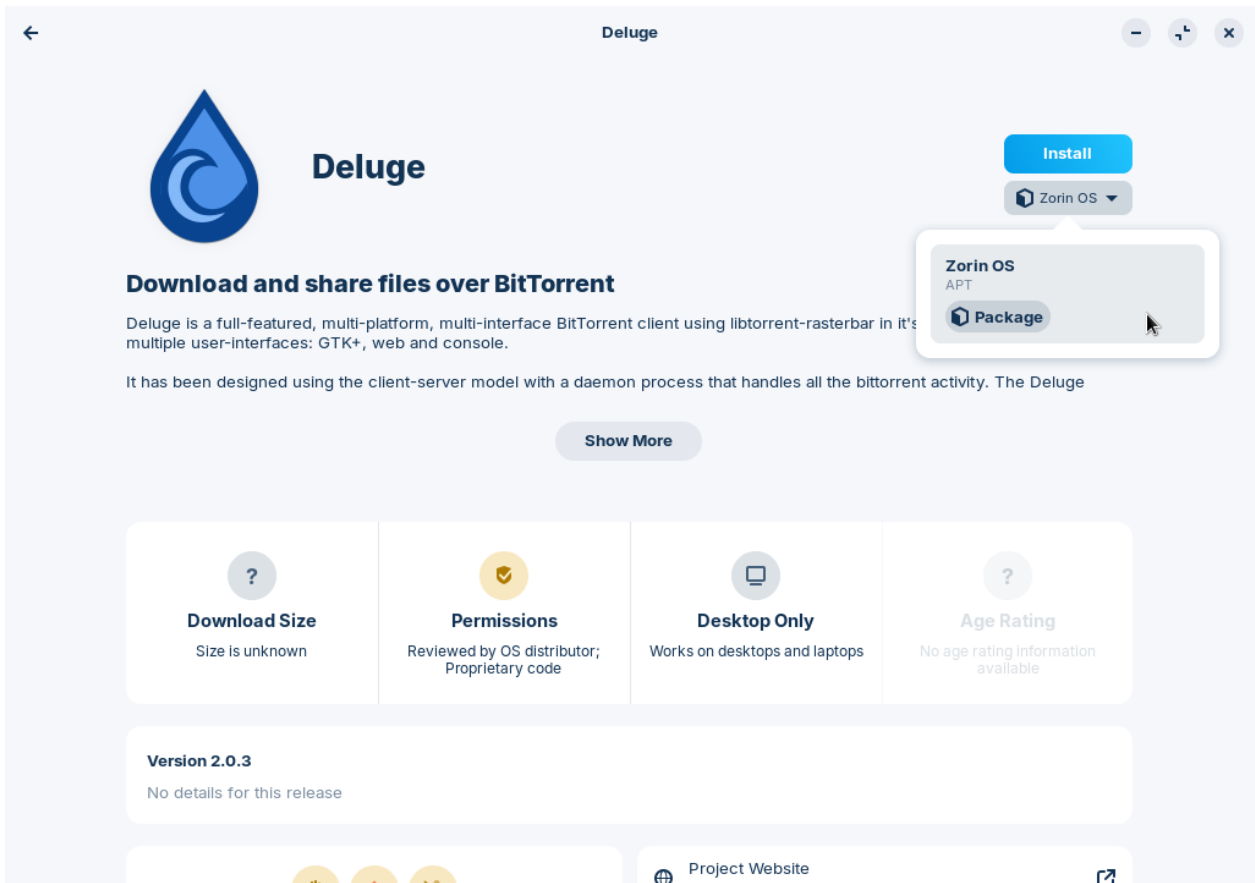 Deluge
Deluge
Install
Zorin OS
Zorin OS
APT
Package
Download and share files over BitTorrent
Deluge is a full-featured, multi-platform, multi-interface BitTorrent client using libtorrent-rasterbar in it's
multiple user-interfaces: GTK+, web and console.
It has been designed using the client-server model with a daemon process that handles all the bittorrent activity. The Deluge
Show More
?
Download Size
Size is unknown
Permissions
Reviewed by OS distributor;
Proprietary code
Desktop Only
Works on desktops and laptops
?
Age Rating
No age rating information
available
Version 2.0.3
No details for this release
Project Website